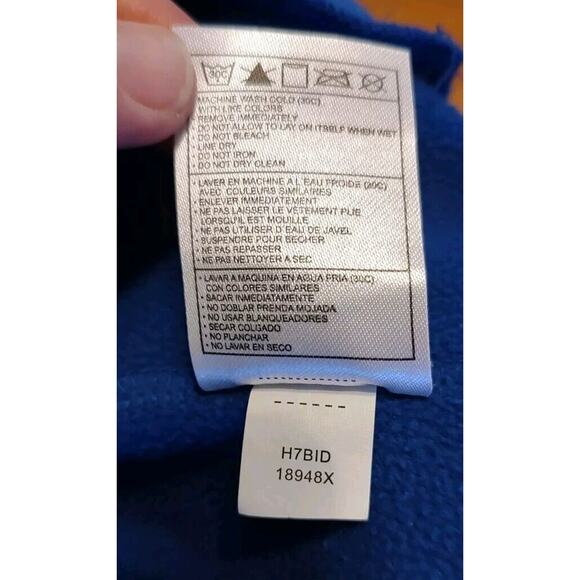 30C
MACHINE WASH COLD (30C)
WITH LIKE COLORS
REMOVE IMMEDIATELY
• DO NOT ALLOW TO LAY ON ITSELF WHEN WET
• DO NOT BLEACH
• LINE DRY
• DO NOT IRON
• DO NOT DRY CLEAN
• LAVER EN MACHINE A L EAU FROIDE (30C)
AVEC COULEURS SIMILAIRES
• ENLEVER IMMEDIATEMENT
• NE PAS LAISSER LE VETEMENT PLIE
LORSQU'IL EST MOUILLE
• NE PAS UTILISER D'EAU DE JAVEL
• SUSPENDRE POUR SECHER
• NE PAS REPASSER
• NE PAS NETTOYER A SEC
• LAVAR A MAQUINA EN AGUA FRIA (30C)
CON COLORES SIMILARES
• SACAR INMEDIATAMENTE
• NO DOBLAR PRENDA MOJADA
• NO USAR BLANQUEADORES
• SECAR COLGADO
• NO PLANCHAR
• NO LAVAR EN SECO
H7BID
18948X